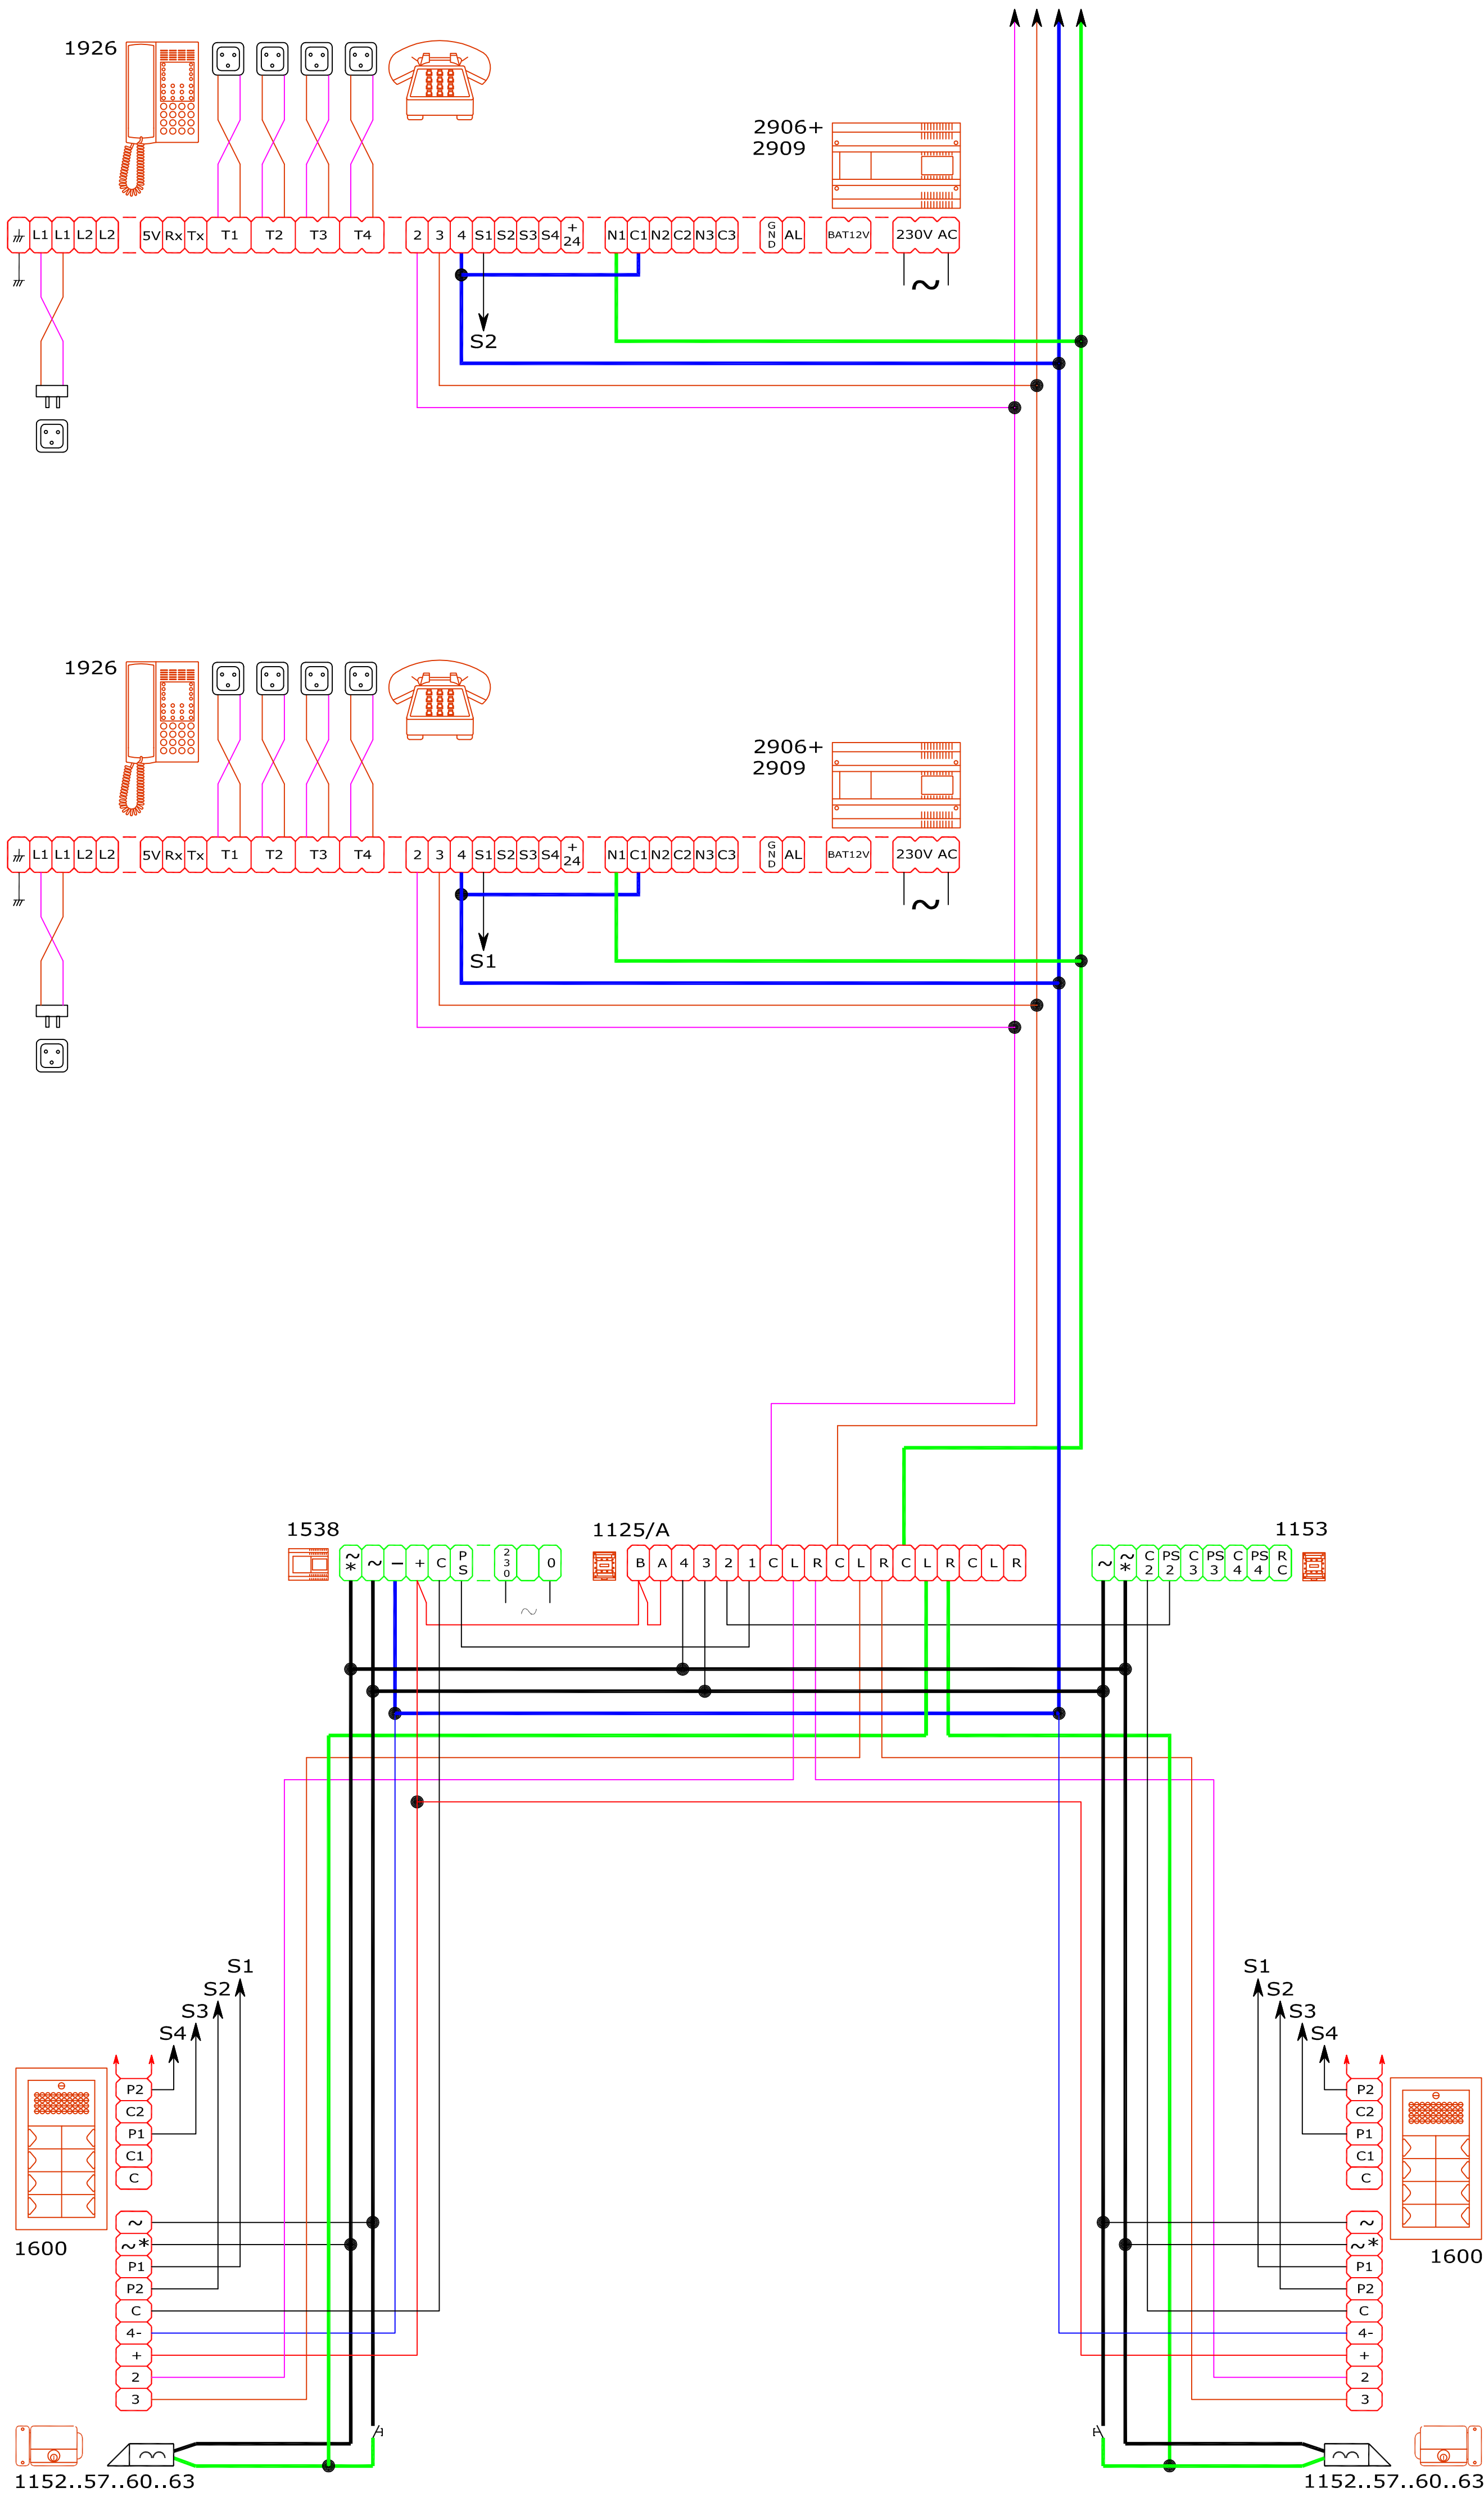 1926
2906+
2909
L1 L1 L2 L2 5V Rx Tx T1 T2 T3 T4 2 3 4 S1 S2 S3 S4 +24 N1 C1 N2 C2 N3 C3 GND AL BAT12V 230V AC
~
S2
1926
2906+
2909
L1 L1 L2 L2 5V Rx Tx T1 T2 T3 T4 2 3 4 S1 S2 S3 S4 +24 N1 C1 N2 C2 N3 C3 GND AL BAT12V 230V AC
~
S1
1538
~* ~ − + C PS 230 0
~
1125/A
B A 4 3 2 1 C L R C L R C L R C L R
1153
~ ~* C2 PS2 C3 PS3 C4 PS4 RC
S1
S2
S3
S4
P2
C2
P1
C1
C
~
~*
P1
P2
C
4-
+
2
3
1600
1152..57..60..63
S1
S2
S3
S4
P2
C2
P1
C1
C
~
~*
P1
P2
C
4-
+
2
3
1600
1152..57..60..63